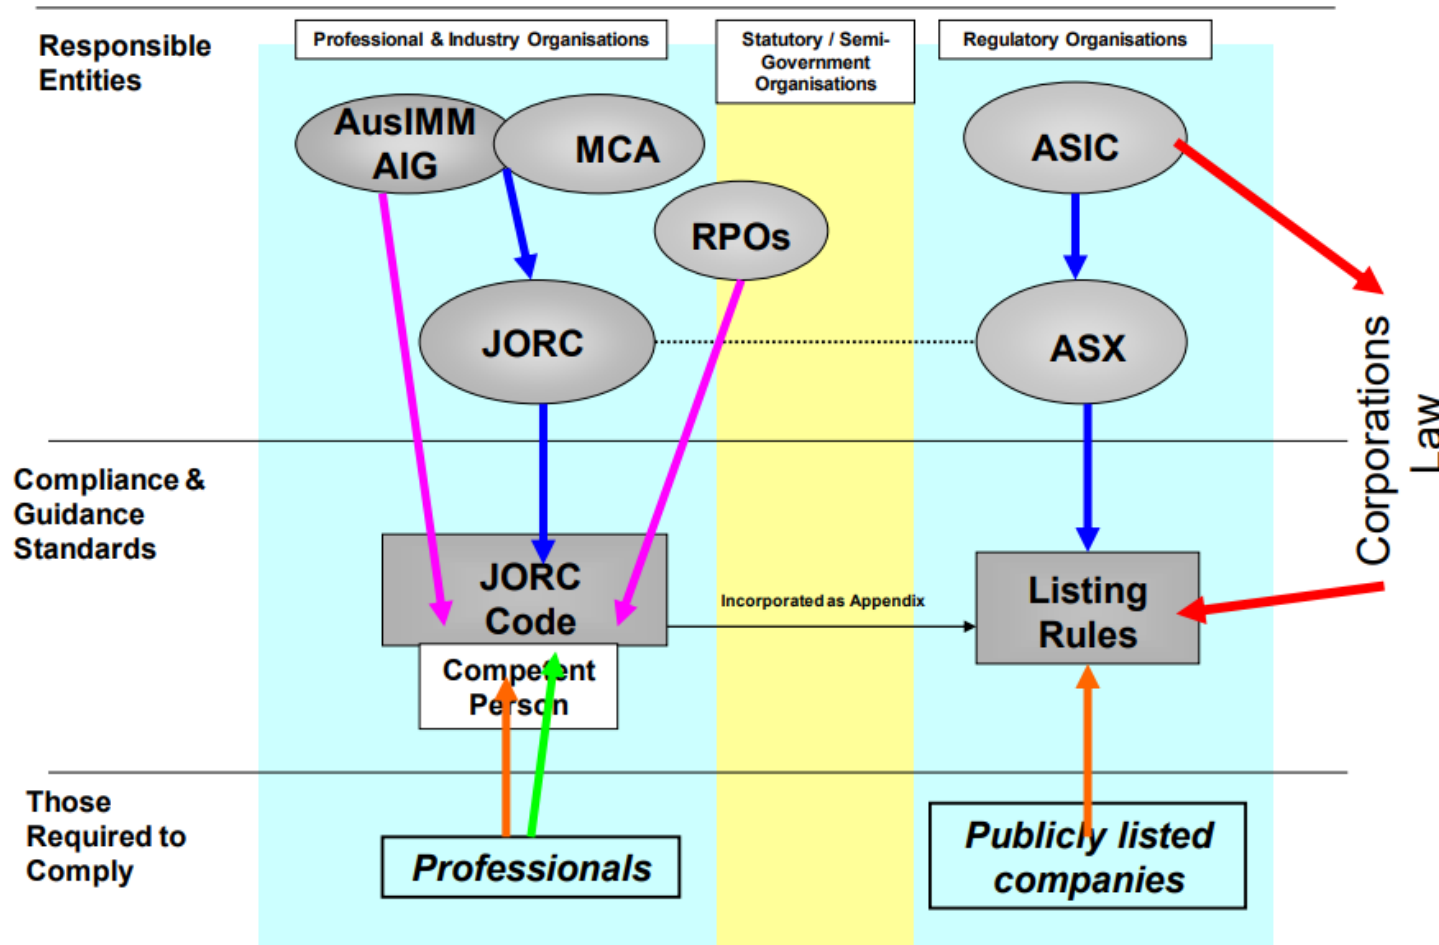 Responsible
Entities
Professional & Industry Organisations
Statutory / Semi-
Government
Organisations
Regulatory Organisations
AusIMM
AIG
MCA
RPOs
ASIC
JORC
ASX
Corporations
Law
Compliance &
Guidance
Standards
JORC
Code
Competent
Person
Incorporated as Appendix
Listing
Rules
Those
Required to
Comply
Professionals
Publicly listed
companies